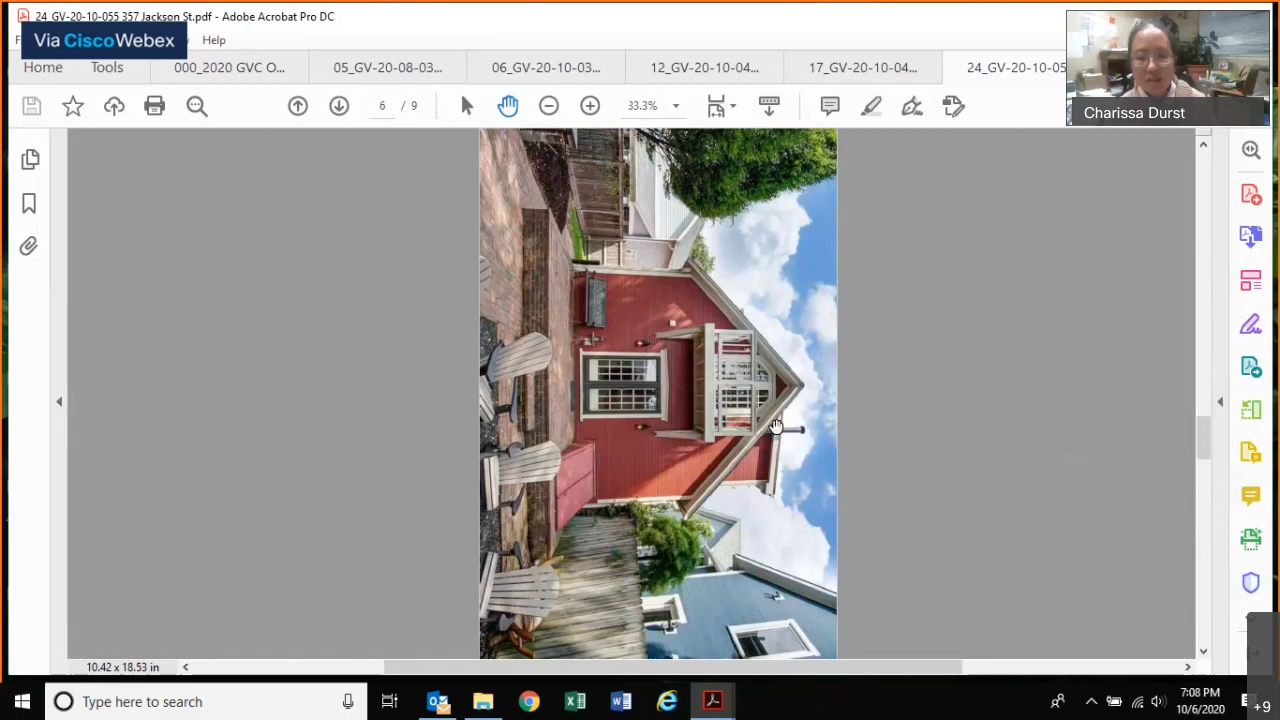 24_GV-20-10-055 357 Jackson St.pdf - Adobe Acrobat Pro DC
Via Cisco Webex
Help
Home Tools 000_2020 GVC O... 05_GV-20-08-03... 06_GV-20-10-03... 12_GV-20-10-04... 17_GV-20-10-04... 24_GV-20-10-05
6 / 9 33.3%
Charissa Durst
10.42 x 18.53 in
Type here to search
7:08 PM
10/6/2020
+9